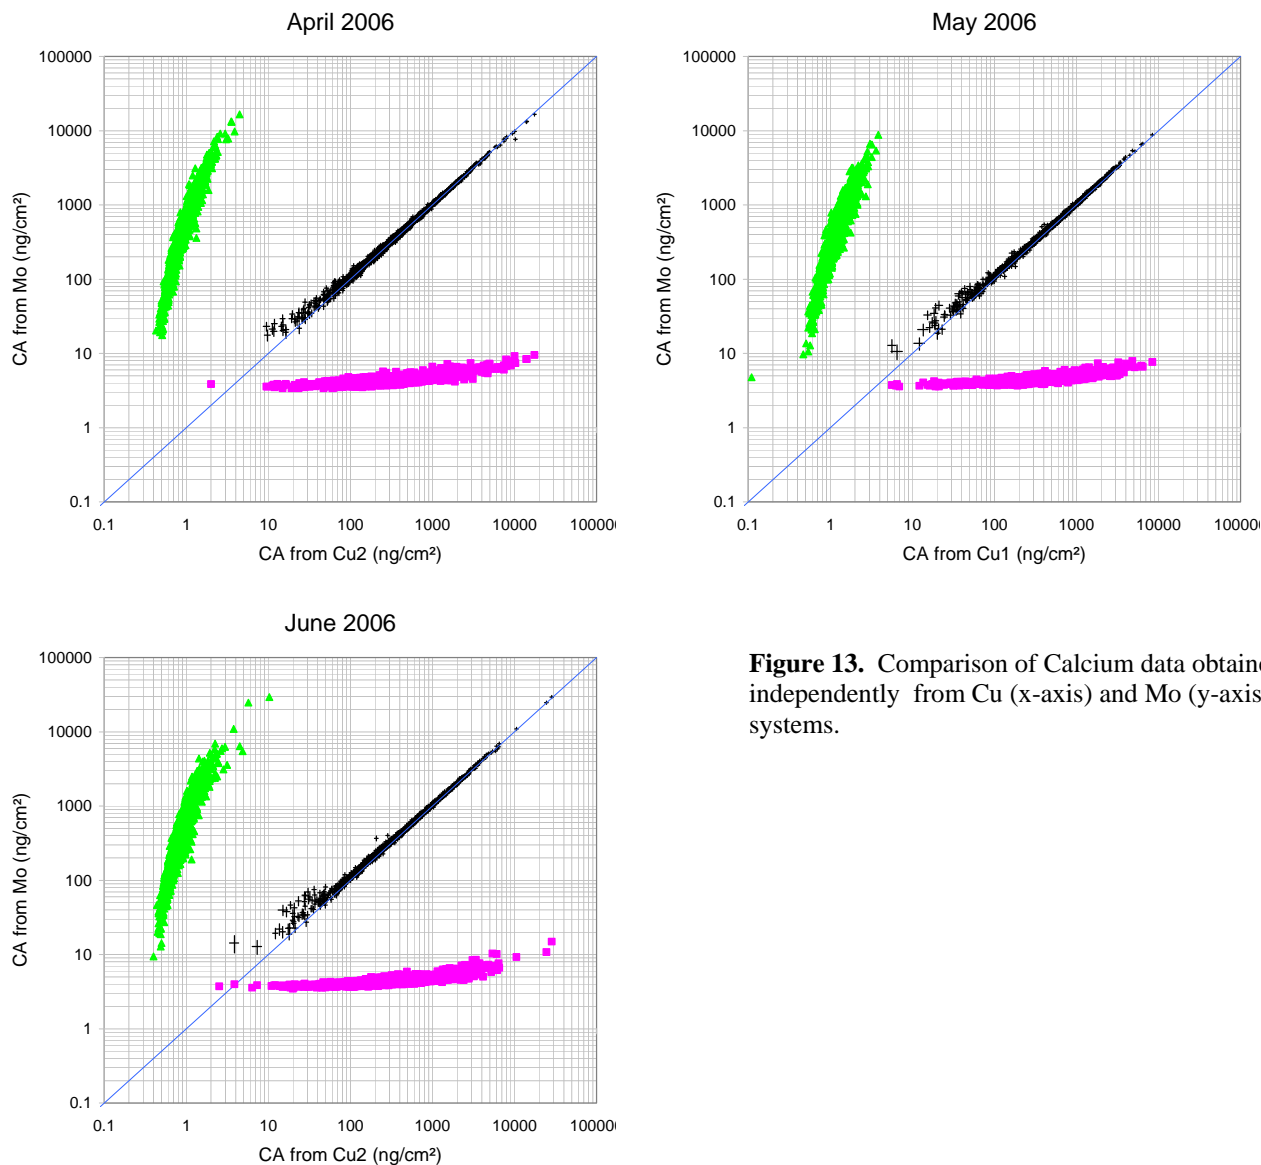 April 2006
100000
10000
1000
100
10
1
0.1
CA from Mo (ng/cm²)
0.1 1 10 100 1000 10000 10000
CA from Cu2 (ng/cm²)
May 2006
100000
10000
1000
100
10
1
0.1
CA from Mo (ng/cm²)
0.1 1 10 100 1000 10000 10000
CA from Cu1 (ng/cm²)
June 2006
100000
10000
1000
100
10
1
0.1
CA from Mo (ng/cm²)
0.1 1 10 100 1000 10000 10000
CA from Cu2 (ng/cm²)
Figure 13. Comparison of Calcium data obtaine
independently from Cu (x-axis) and Mo (y-axis
systems.